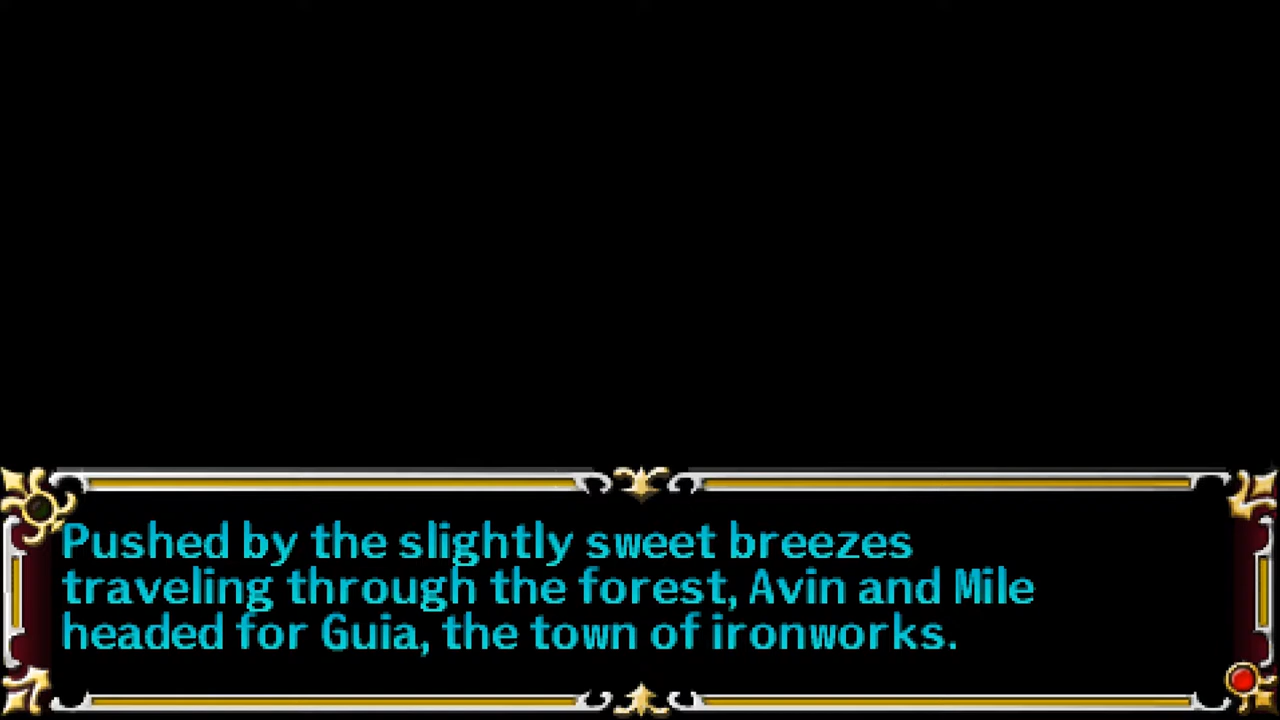 Pushed by the slightly sweet breezes
traveling through the forest, Avin and Mile
headed for Guia, the town of ironworks.